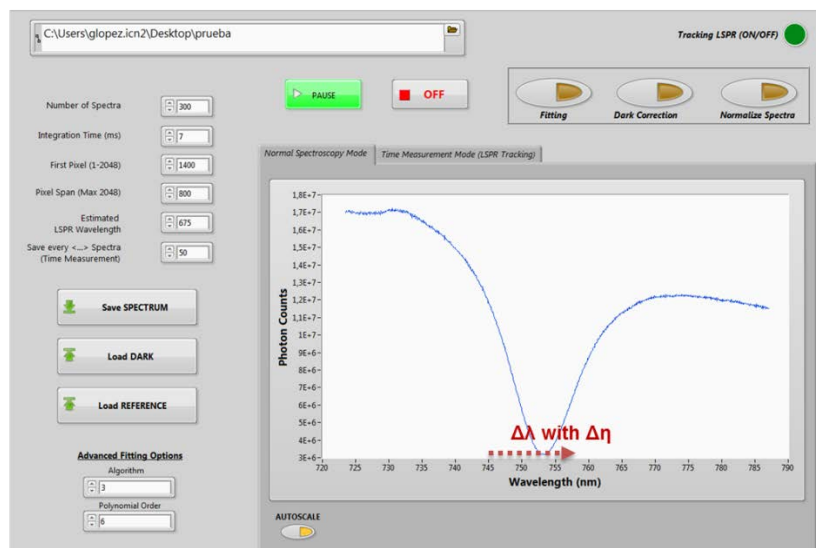 C:\Users\glopez.icn2\Desktop\prueba
Tracking LSPR (ON/OFF)
PAUSE
OFF
Fitting
Dark Correction
Normalize Spectra
Number of Spectra
300
Integration Time (ms)
7
First Pixel (1-2048)
1400
Pixel Span (Max 2048)
800
Estimated
LSPR Wavelength
675
Save every <...> Spectra
(Time Measurement)
50
Save SPECTRUM
Load DARK
Load REFERENCE
Advanced Fitting Options
Algorithm
3
Polynomial Order
6
Normal Spectroscopy Mode
Time Measurement Mode (LSPR Tracking)
Photon Counts
1,8E+7
1,7E+7
1,6E+7
1,5E+7
1,4E+7
1,3E+7
1,2E+7
1,1E+7
1E+7
9E+6
8E+6
7E+6
6E+6
5E+6
4E+6
3E+6
Δλ with Δη
720 725 730 735 740 745 750 755 760 765 770 775 780 785 790
Wavelength (nm)
AUTOSCALE